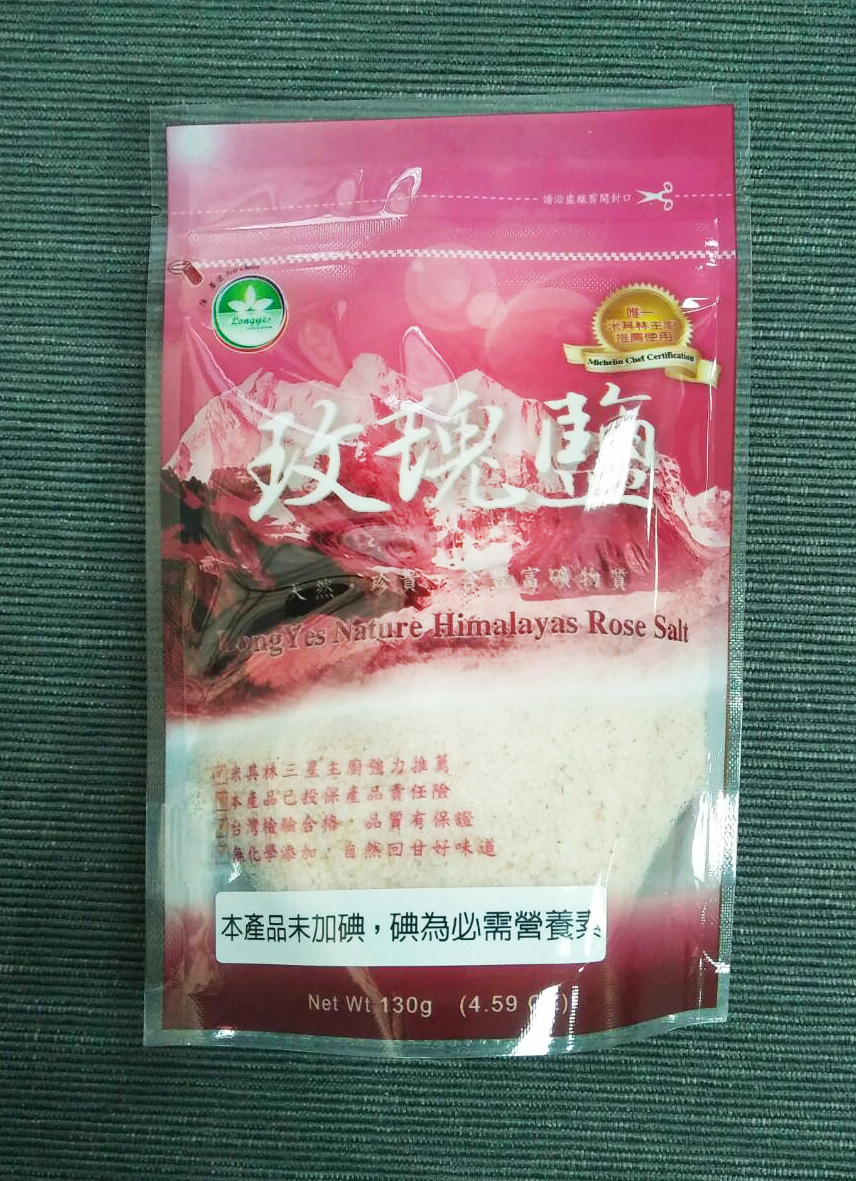 請沿虛線剪開封口
Longyes
唯一
米其林主廚
推薦使用
Michelin Chef Certification
玫瑰鹽
天然、珍貴、含豐富礦物質
LongYes Nature Himalayas Rose Salt
米其林三星主廚強力推薦
本產品已投保產品責任險
台灣檢驗合格，品質有保證
無化學添加，自然回甘好味道
本產品未加碘，碘為必需營養素
Net Wt 130g (4.59 OZ)